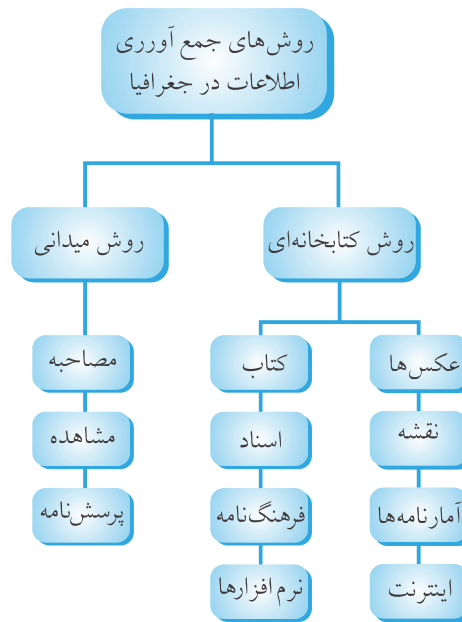 روش‌های جمع آورری
اطلاعات در جغرافیا
روش کتابخانه‌ای
روش میدانی
عکس‌ها
کتاب
مصاحبه
نقشه
اسناد
مشاهده
آمارنامه‌ها
فرهنگ‌نامه
پرسش‌نامه
اینترنت
نرم افزارها